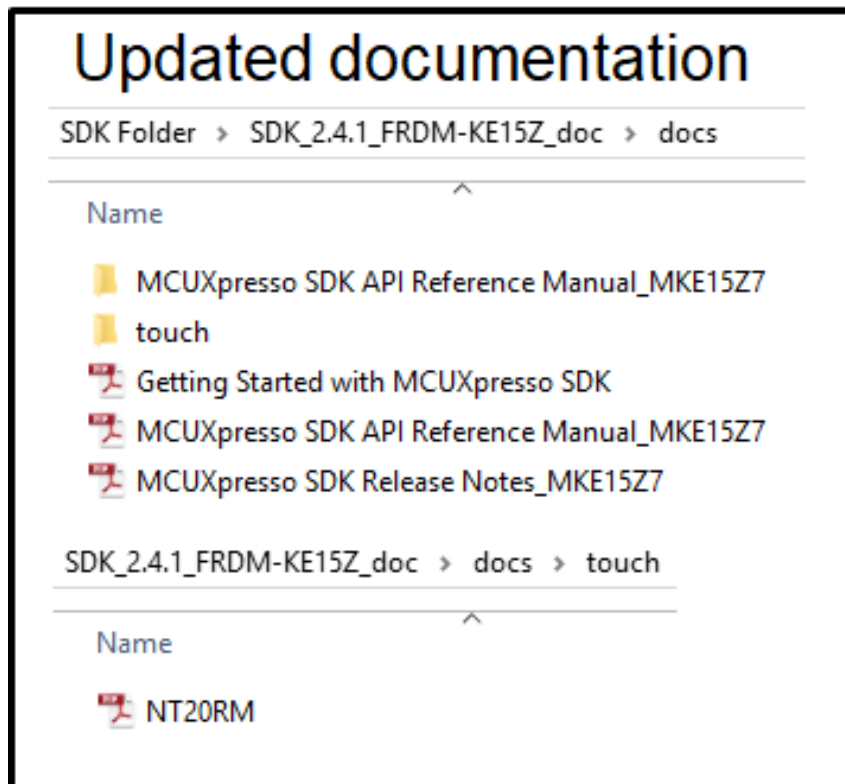 Updated documentation
SDK Folder > SDK_2.4.1_FRDM-KE15Z_doc > docs
Name
MCUXpresso SDK API Reference Manual_MKE15Z7
touch
Getting Started with MCUXpresso SDK
MCUXpresso SDK API Reference Manual_MKE15Z7
MCUXpresso SDK Release Notes_MKE15Z7
SDK_2.4.1_FRDM-KE15Z_doc > docs > touch
Name
NT20RM